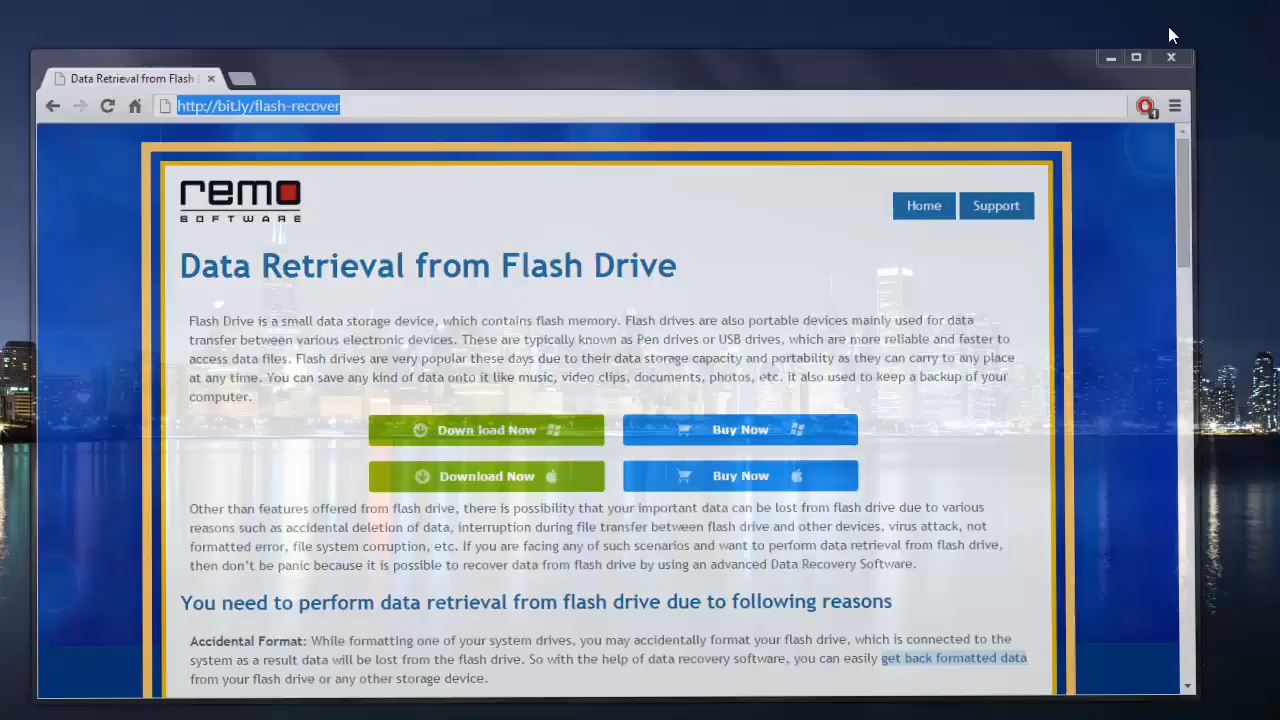 Data Retrieval from Flash
http://bit.ly/flash-recover
1
remo
SOFTWARE
Home
Support
Data Retrieval from Flash Drive
Flash Drive is a small data storage device, which contains flash memory. Flash drives are also portable devices mainly used for data
transfer between various electronic devices. These are typically known as Pen drives or USB drives, which are more reliable and faster to
access data files. Flash drives are very popular these days due to their data storage capacity and portability as they can carry to any place
at any time. You can save any kind of data onto it like music, video clips, documents, photos, etc. it also used to keep a backup of your
computer.
Down load Now
Buy Now
Download Now
Buy Now
Other than features offered from flash drive, there is possibility that your important data can be lost from flash drive due to various
reasons such as accidental deletion of data, interruption during file transfer between flash drive and other devices, virus attack, not
formatted error, file system corruption, etc. If you are facing any of such scenarios and want to perform data retrieval from flash drive,
then don't be panic because it is possible to recover data from flash drive by using an advanced Data Recovery Software.
You need to perform data retrieval from flash drive due to following reasons
Accidental Format: While formatting one of your system drives, you may accidentally format your flash drive, which is connected to the
system as a result data will be lost from the flash drive. So with the help of data recovery software, you can easily get back formatted data
from your flash drive or any other storage device.